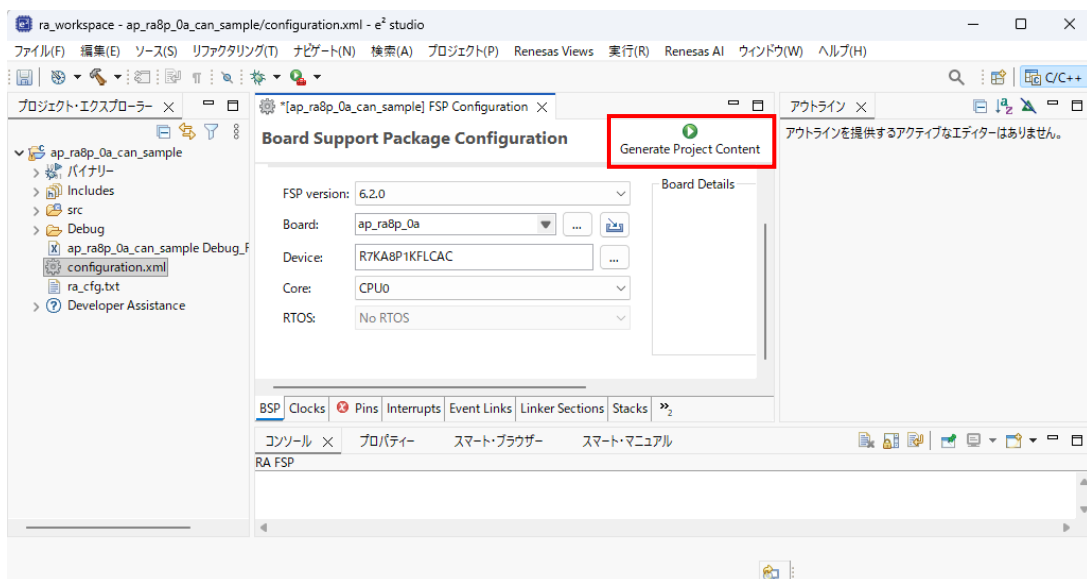 ra_workspace - ap_ra8p_0a_can_sample/configuration.xml - e² studio
ファイル(F) 編集(E) ソース(S) リファクタリング(T) ナビゲート(N) 検索(A) プロジェクト(P) Renesas Views 実行(R) Renesas AI ウィンドウ(W) ヘルプ(H)
C/C++
プロジェクト・エクスプローラー
ap_ra8p_0a_can_sample
バイナリー
Includes
src
Debug
ap_ra8p_0a_can_sample Debug_F
configuration.xml
ra_cfg.txt
Developer Assistance
*[ap_ra8p_0a_can_sample] FSP Configuration
Board Support Package Configuration
Generate Project Content
FSP version: 6.2.0
Board: ap_ra8p_0a ...
Device: R7KA8P1KFLCAC ...
Core: CPU0
RTOS: No RTOS
Board Details
BSP Clocks Pins Interrupts Event Links Linker Sections Stacks »2
アウトライン
アウトラインを提供するアクティブなエディターはありません。
コンソール プロパティー スマート・ブラウザー スマート・マニュアル
RA FSP